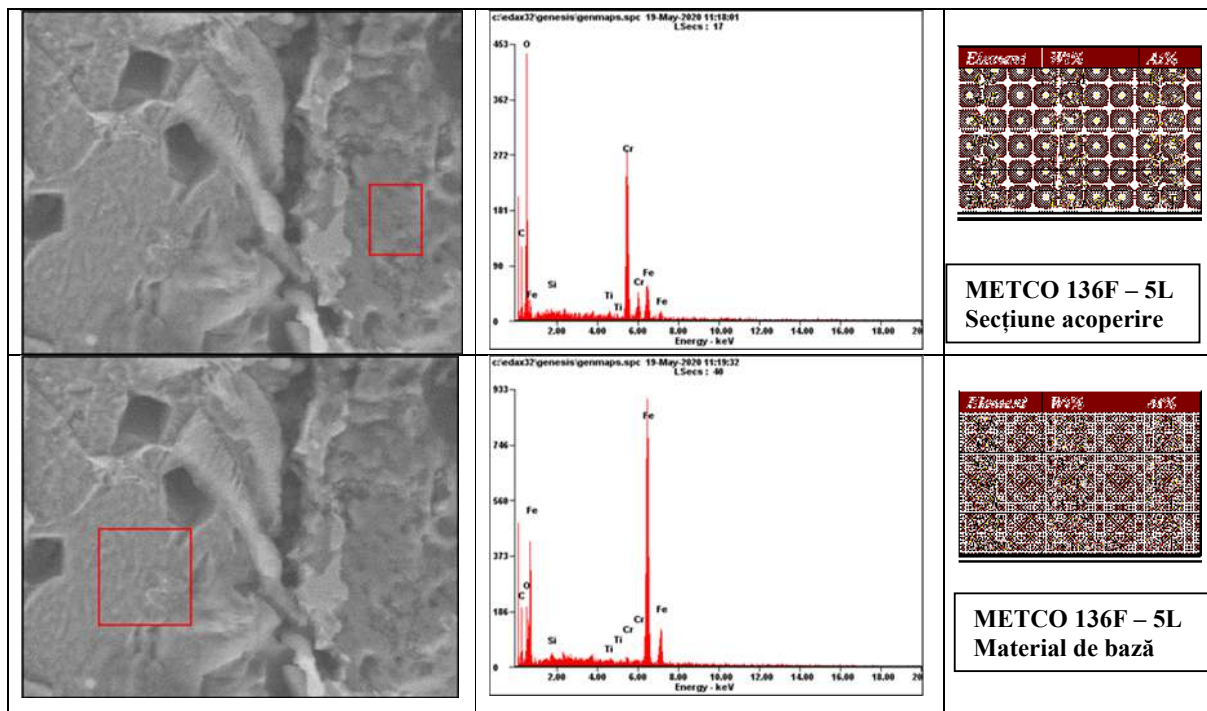 c:\edax32\genesis\genmaps.spc 19-May-2020 11:18:01
LSecs : 17
453
O
362
Cr
272
181
C
90
Fe
Si
Ti
Ti
Cr
Fe
Fe
0
2.00 4.00 6.00 8.00 10.00 12.00 14.00 16.00 18.00 20
Energy - keV
Element Wt% At%
METCO 136F – 5L
Secțiune acoperire
c:\edax32\genesis\genmaps.spc 19-May-2020 11:19:32
LSecs : 40
933
Fe
746
560
Fe
373
O
C
186
Si
Ti
Ti
Cr
Cr
Fe
0
2.00 4.00 6.00 8.00 10.00 12.00 14.00 16.00 18.00 20
Energy - keV
Element Wt% At%
METCO 136F – 5L
Material de bază